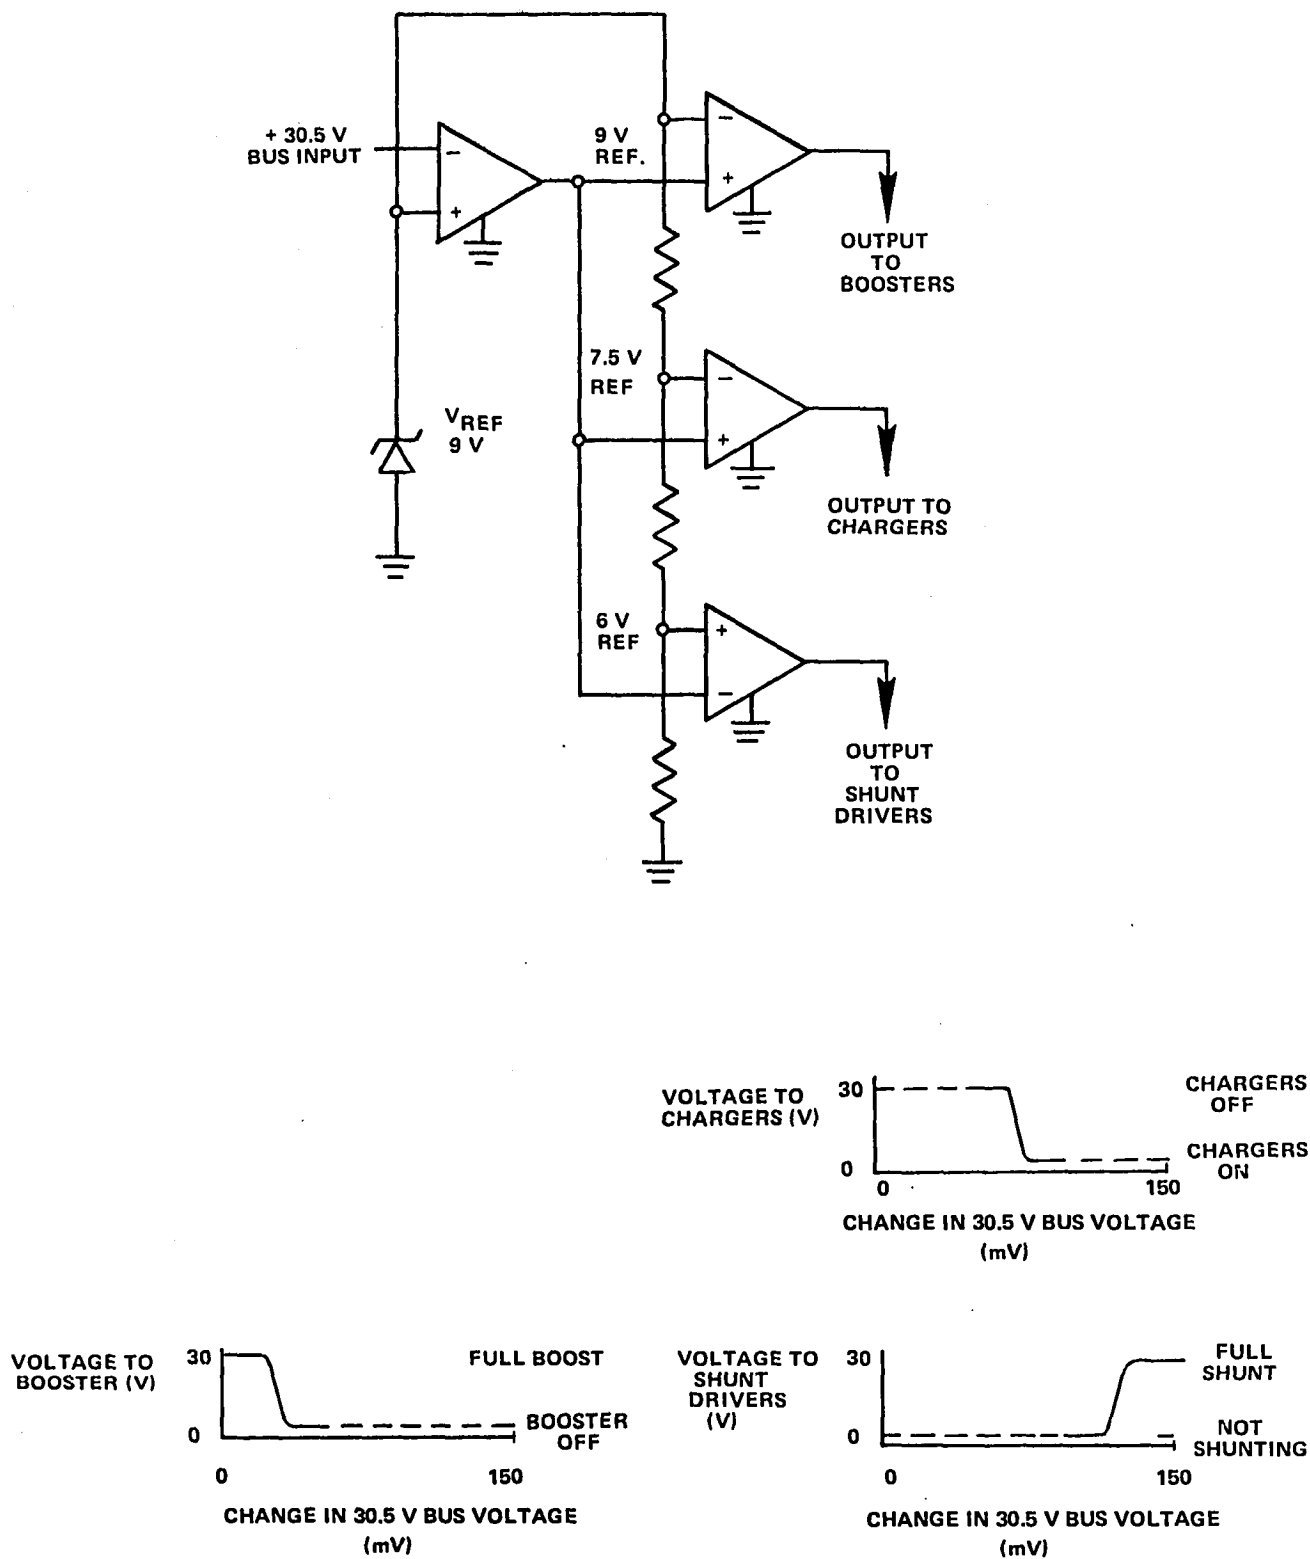 + 30.5 V
BUS INPUT
−
+
9 V
REF.
−
+
OUTPUT
TO
BOOSTERS
7.5 V
REF
−
+
OUTPUT TO
CHARGERS
VREF
9 V
6 V
REF
+
−
OUTPUT
TO
SHUNT
DRIVERS
VOLTAGE TO
CHARGERS (V)
30
0
CHARGERS
OFF
CHARGERS
ON
0
150
CHANGE IN 30.5 V BUS VOLTAGE
(mV)
VOLTAGE TO
BOOSTER (V)
30
0
FULL BOOST
BOOSTER
OFF
0
150
CHANGE IN 30.5 V BUS VOLTAGE
(mV)
VOLTAGE TO
SHUNT
DRIVERS
(V)
30
0
FULL
SHUNT
NOT
SHUNTING
0
150
CHANGE IN 30.5 V BUS VOLTAGE
(mV)